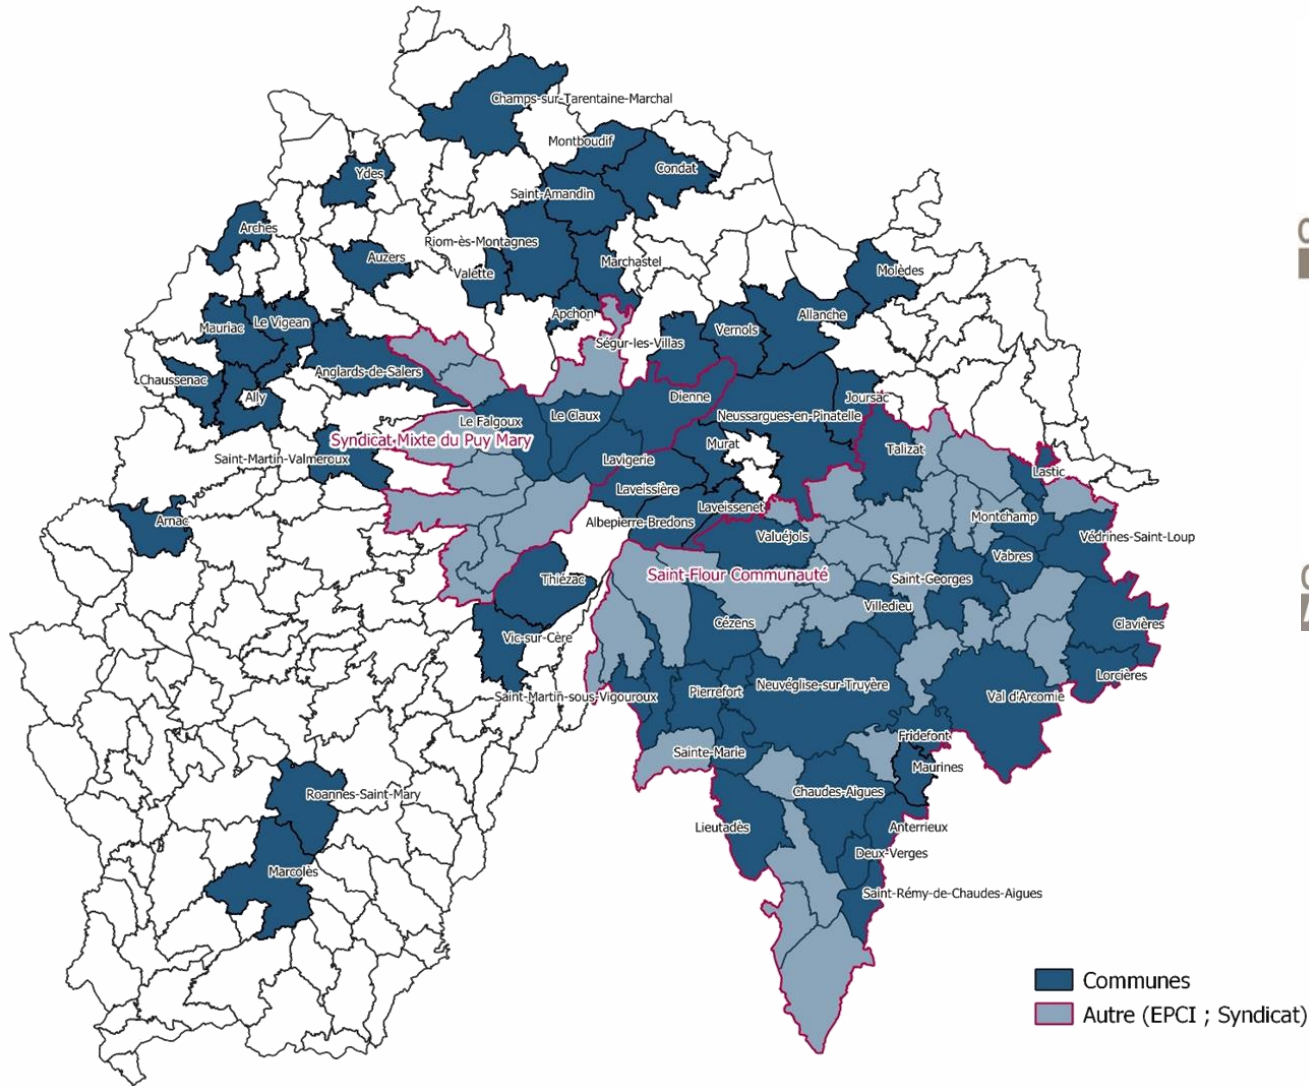 Champs-sur-Tarentaine-Marchal
Montboudif
Condat
Ydes
Saint-Amandin
Arches
Riom-ès-Montagnes
Auzers
Valette
Marchastel
Molèdes
Apchon
Allanche
Mauriac
Le Vigean
Vernols
Ségur-les-Villas
Anglards-de-Salers
Chaussenac
Ally
Dienne
Joursac
Le Claux
Neussargues-en-Pinatelle
Le Falgoux
Syndicat Mixte du Puy Mary
Murat
Talizat
Saint-Martin-Valmeroux
Lavigerie
Lastic
Laveissière
Laveissenet
Montchamp
Arnac
Albepierre-Bredons
Valuéjols
Védrines-Saint-Loup
Vabres
Saint-Flour Communauté
Thiézac
Saint-Georges
Villedieu
Cézens
Clavières
Vic-sur-Cère
Lorcières
Neuvéglise-sur-Truyère
Pierrefort
Saint-Martin-sous-Vigouroux
Val d'Arcomie
Fridefont
Sainte-Marie
Maurines
Chaudes-Aigues
Roannes-Saint-Mary
Lieutadès
Anterrieux
Deux-Verges
Marcolès
Saint-Rémy-de-Chaudes-Aigues
Communes
Autre (EPCI ; Syndicat)